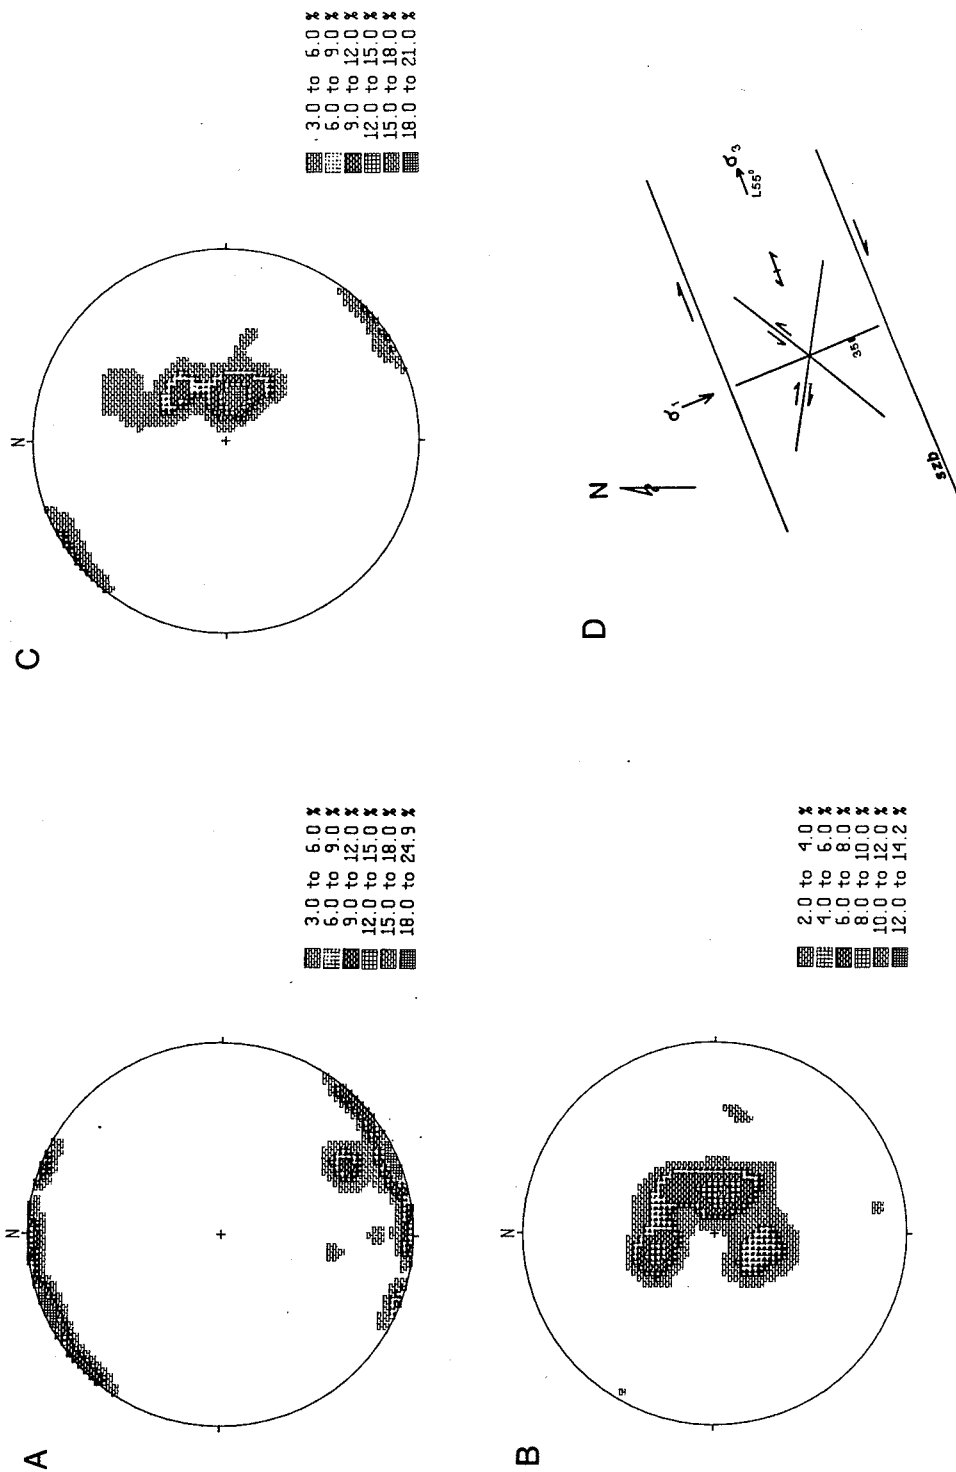 A
N
3.0 to 6.0 %
6.0 to 9.0 %
9.0 to 12.0 %
12.0 to 15.0 %
15.0 to 18.0 %
18.0 to 24.9 %
C
N
3.0 to 6.0 %
6.0 to 9.0 %
9.0 to 12.0 %
12.0 to 15.0 %
15.0 to 18.0 %
18.0 to 21.0 %
B
N
2.0 to 4.0 %
4.0 to 6.0 %
6.0 to 8.0 %
8.0 to 10.0 %
10.0 to 12.0 %
12.0 to 14.2 %
D
N
σ1
σ3
L55°
35°
szb